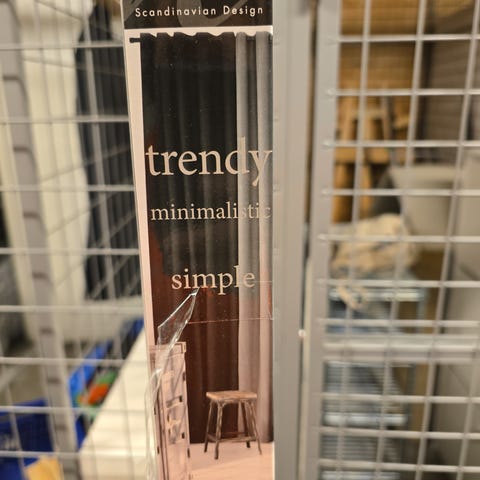 Scandinavian Design
trendy
minimalistic
simple